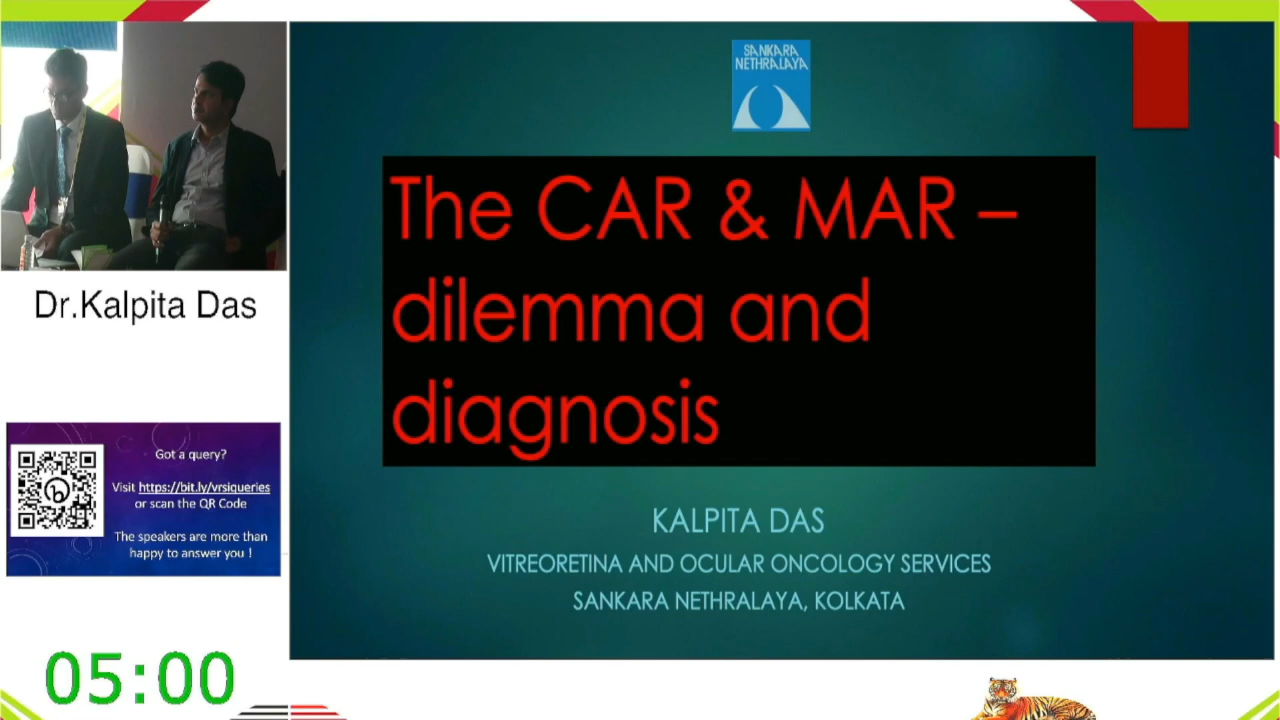 SANKARA
NETHRALAYA
The CAR & MAR –
dilemma and
diagnosis
KALPITA DAS
VITREORETINA AND OCULAR ONCOLOGY SERVICES
SANKARA NETHRALAYA, KOLKATA
Dr.Kalpita Das
Got a query?
Visit https://bit.ly/vrsiqueries
or scan the QR Code
The speakers are more than
happy to answer you !
05:00